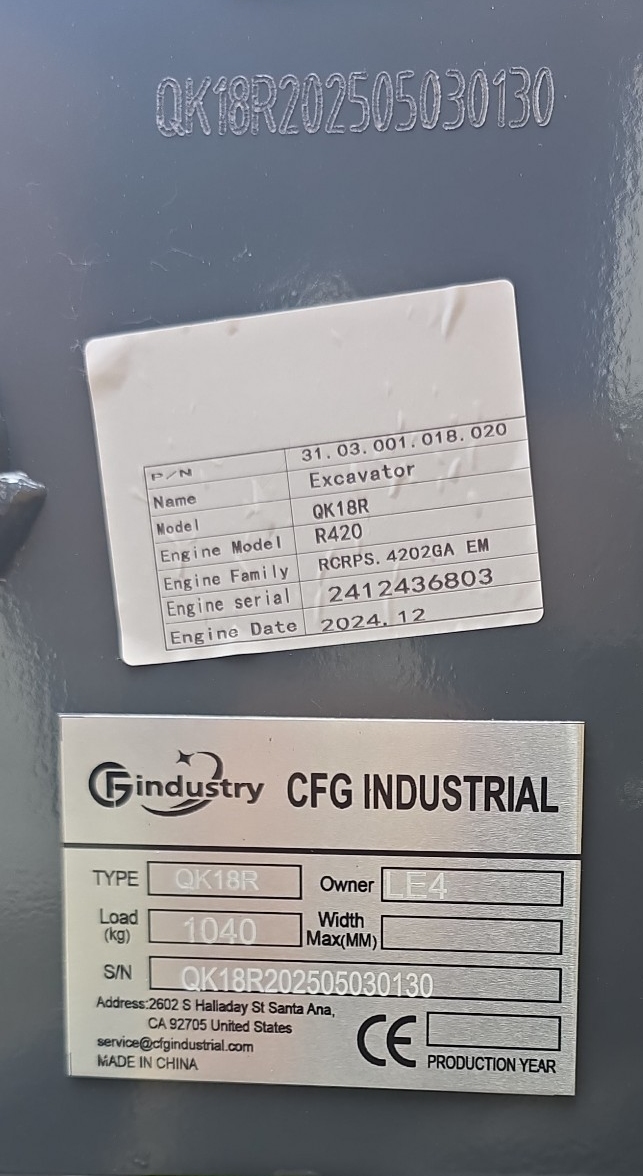 QK18R202505030130
P/N 31.03.001.018.020
Name Excavator
Model QK18R
Engine Model R420
Engine Family RCRPS.4202GA EM
Engine serial 2412436803
Engine Date 2024.12
CFG industry CFG INDUSTRIAL
TYPE QK18R Owner LE4
Load (kg) 1040 Width Max(MM)
S/N QK18R202505030130
Address:2602 S Halladay St Santa Ana,
CA 92705 United States
service@cfgindustrial.com
MADE IN CHINA
CE PRODUCTION YEAR